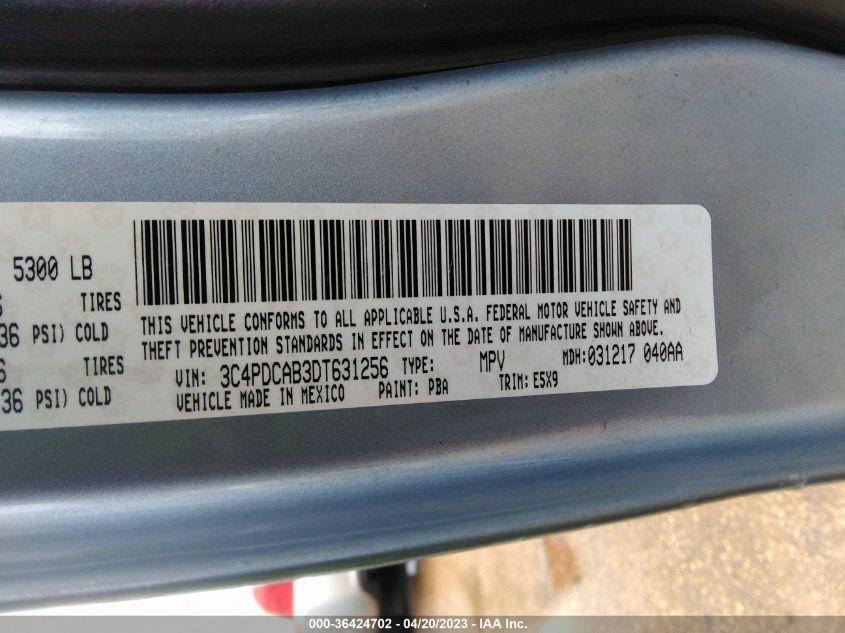 5300 LB
TIRES
36 PSI) COLD
TIRES
36 PSI) COLD
THIS VEHICLE CONFORMS TO ALL APPLICABLE U.S.A. FEDERAL MOTOR VEHICLE SAFETY AND
THEFT PREVENTION STANDARDS IN EFFECT ON THE DATE OF MANUFACTURE SHOWN ABOVE.
VIN: 3C4PDCAB3DT631256 TYPE: MPV MDH:031217 040AA
VEHICLE MADE IN MEXICO PAINT: PBA TRIM: E5X9
000-36424702 - 04/20/2023 - IAA Inc.